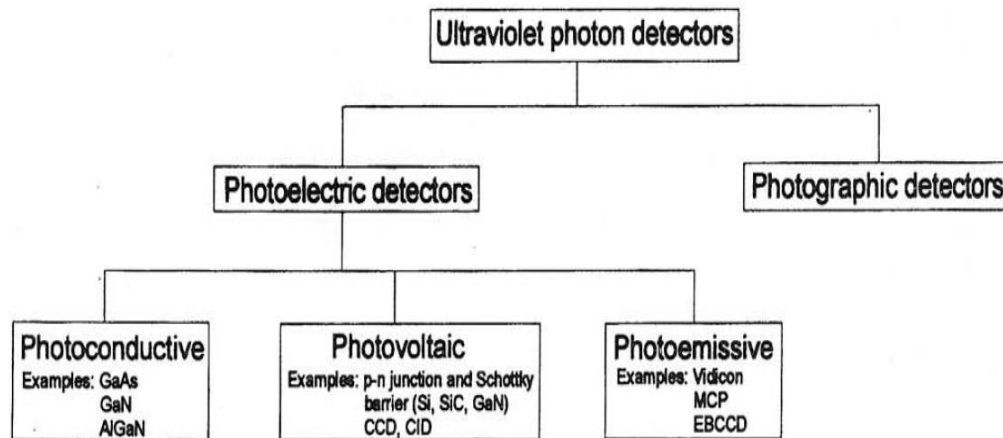 Ultraviolet photon detectors
Photoelectric detectors
Photographic detectors
Photoconductive
Examples: GaAs
GaN
AlGaN
Photovoltaic
Examples: p-n junction and Schottky
barrier (Si, SiC, GaN)
CCD, CID
Photoemissive
Examples: Vidicon
MCP
EBCCD